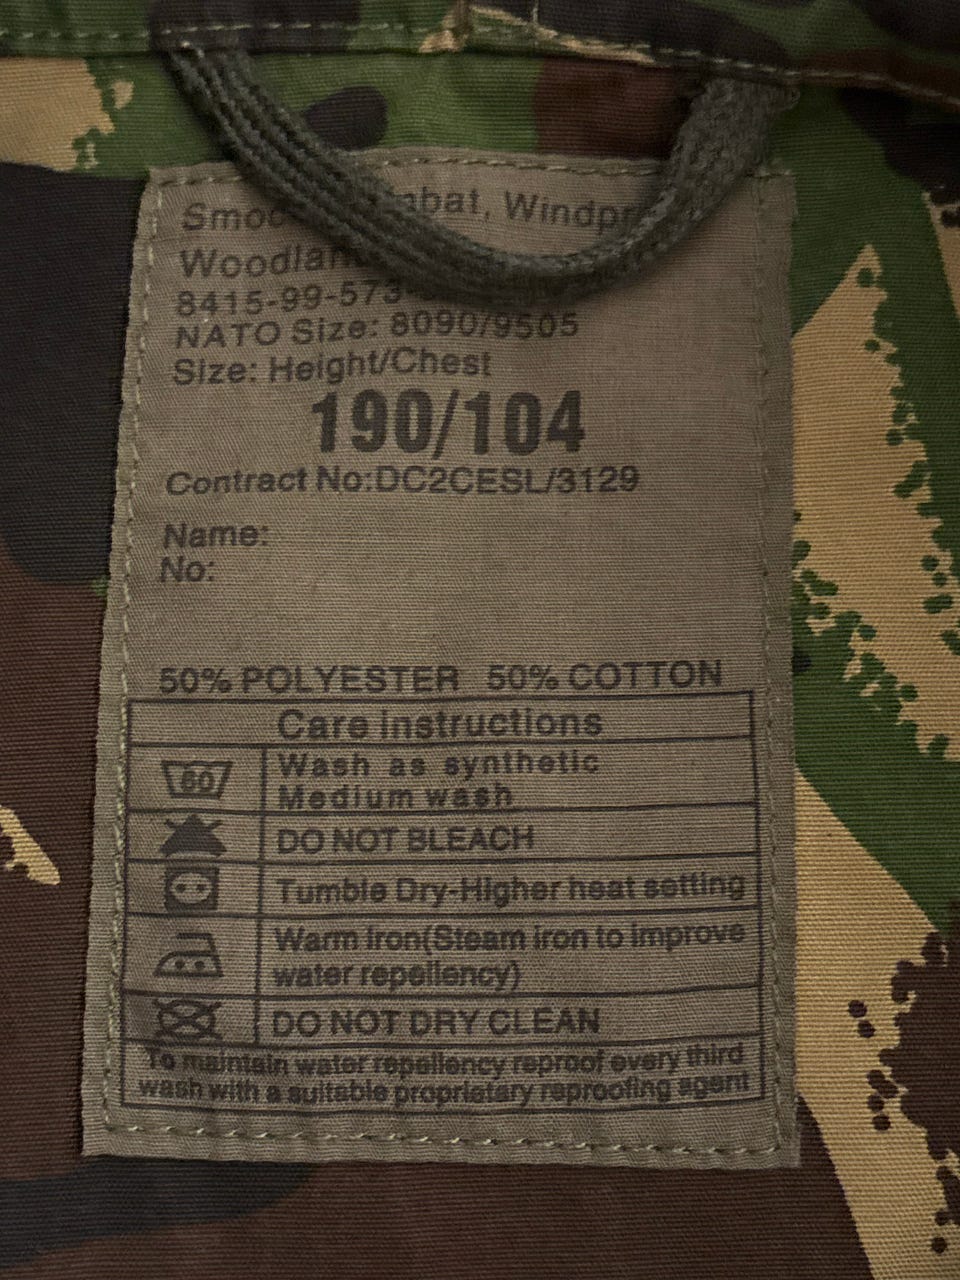 Smoc mbat, Windpr
Woodlan
8415-99-573-
NATO Size: 8090/9505
Size: Height/Chest
190/104
Contract No:DC2CESL/3129
Name:
No:
50% POLYESTER 50% COTTON
Care instructions
60 Wash as synthetic
Medium wash
DO NOT BLEACH
Tumble Dry-Higher heat setting
Warm iron(Steam iron to improve
water repellency)
DO NOT DRY CLEAN
To maintain water repellency reproof every third
wash with a suitable proprietary reproofing agent